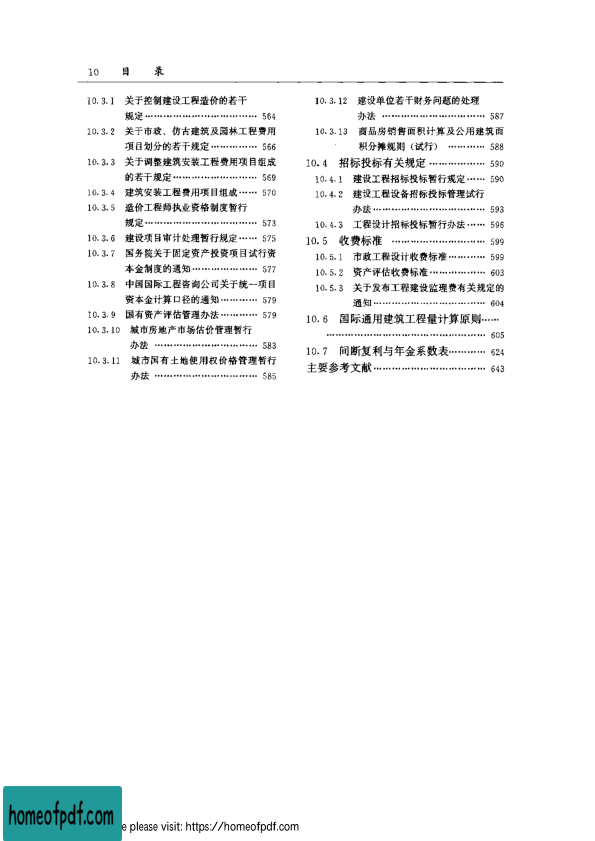 10 目 录
10.3.1 关于控制建设工程造价的若干
规定…………………………… 564
10.3.2 关于市政、仿古建筑及园林工程费用
项目划分的若干规定………… 566
10.3.3 关于调整建筑安装工程费用项目组成
的若干规定…………………… 569
10.3.4 建筑安装工程费用项目组成…… 570
10.3.5 造价工程师执业资格制度暂行
规定…………………………… 573
10.3.6 建设项目审计处理暂行规定…… 575
10.3.7 国务院关于固定资产投资项目试行资
本金制度的通知……………… 577
10.3.8 中国国际工程咨询公司关于统一项目
资本金计算口径的通知……… 579
10.3.9 国有资产评估管理办法………… 579
10.3.10 城市房地产市场估价管理暂行
办法 ………………………… 583
10.3.11 城市国有土地使用权价格管理暂行
办法 ………………………… 585
10.3.12 建设单位若干财务问题的处理
办法 ………………………… 587
10.3.13 商品房销售面积计算及公用建筑面
积分摊规则（试行） ………… 588
10.4 招标投标有关规定……………… 590
10.4.1 建设工程招标投标暂行规定…… 590
10.4.2 建设工程设备招标投标管理试行
办法…………………………… 593
10.4.3 工程设计招标投标暂行办法…… 596
10.5 收费标准 ……………………… 599
10.5.1 市政工程设计收费标准………… 599
10.5.2 资产评估收费标准……………… 603
10.5.3 关于发布工程建设监理费有关规定的
通知…………………………… 604
10.6 国际通用建筑工程量计算原则……
………………………………………… 605
10.7 间断复利与年金系数表………… 624
主要参考文献…………………………… 643
homeofpdf.com
e please visit: https://homeofpdf.com